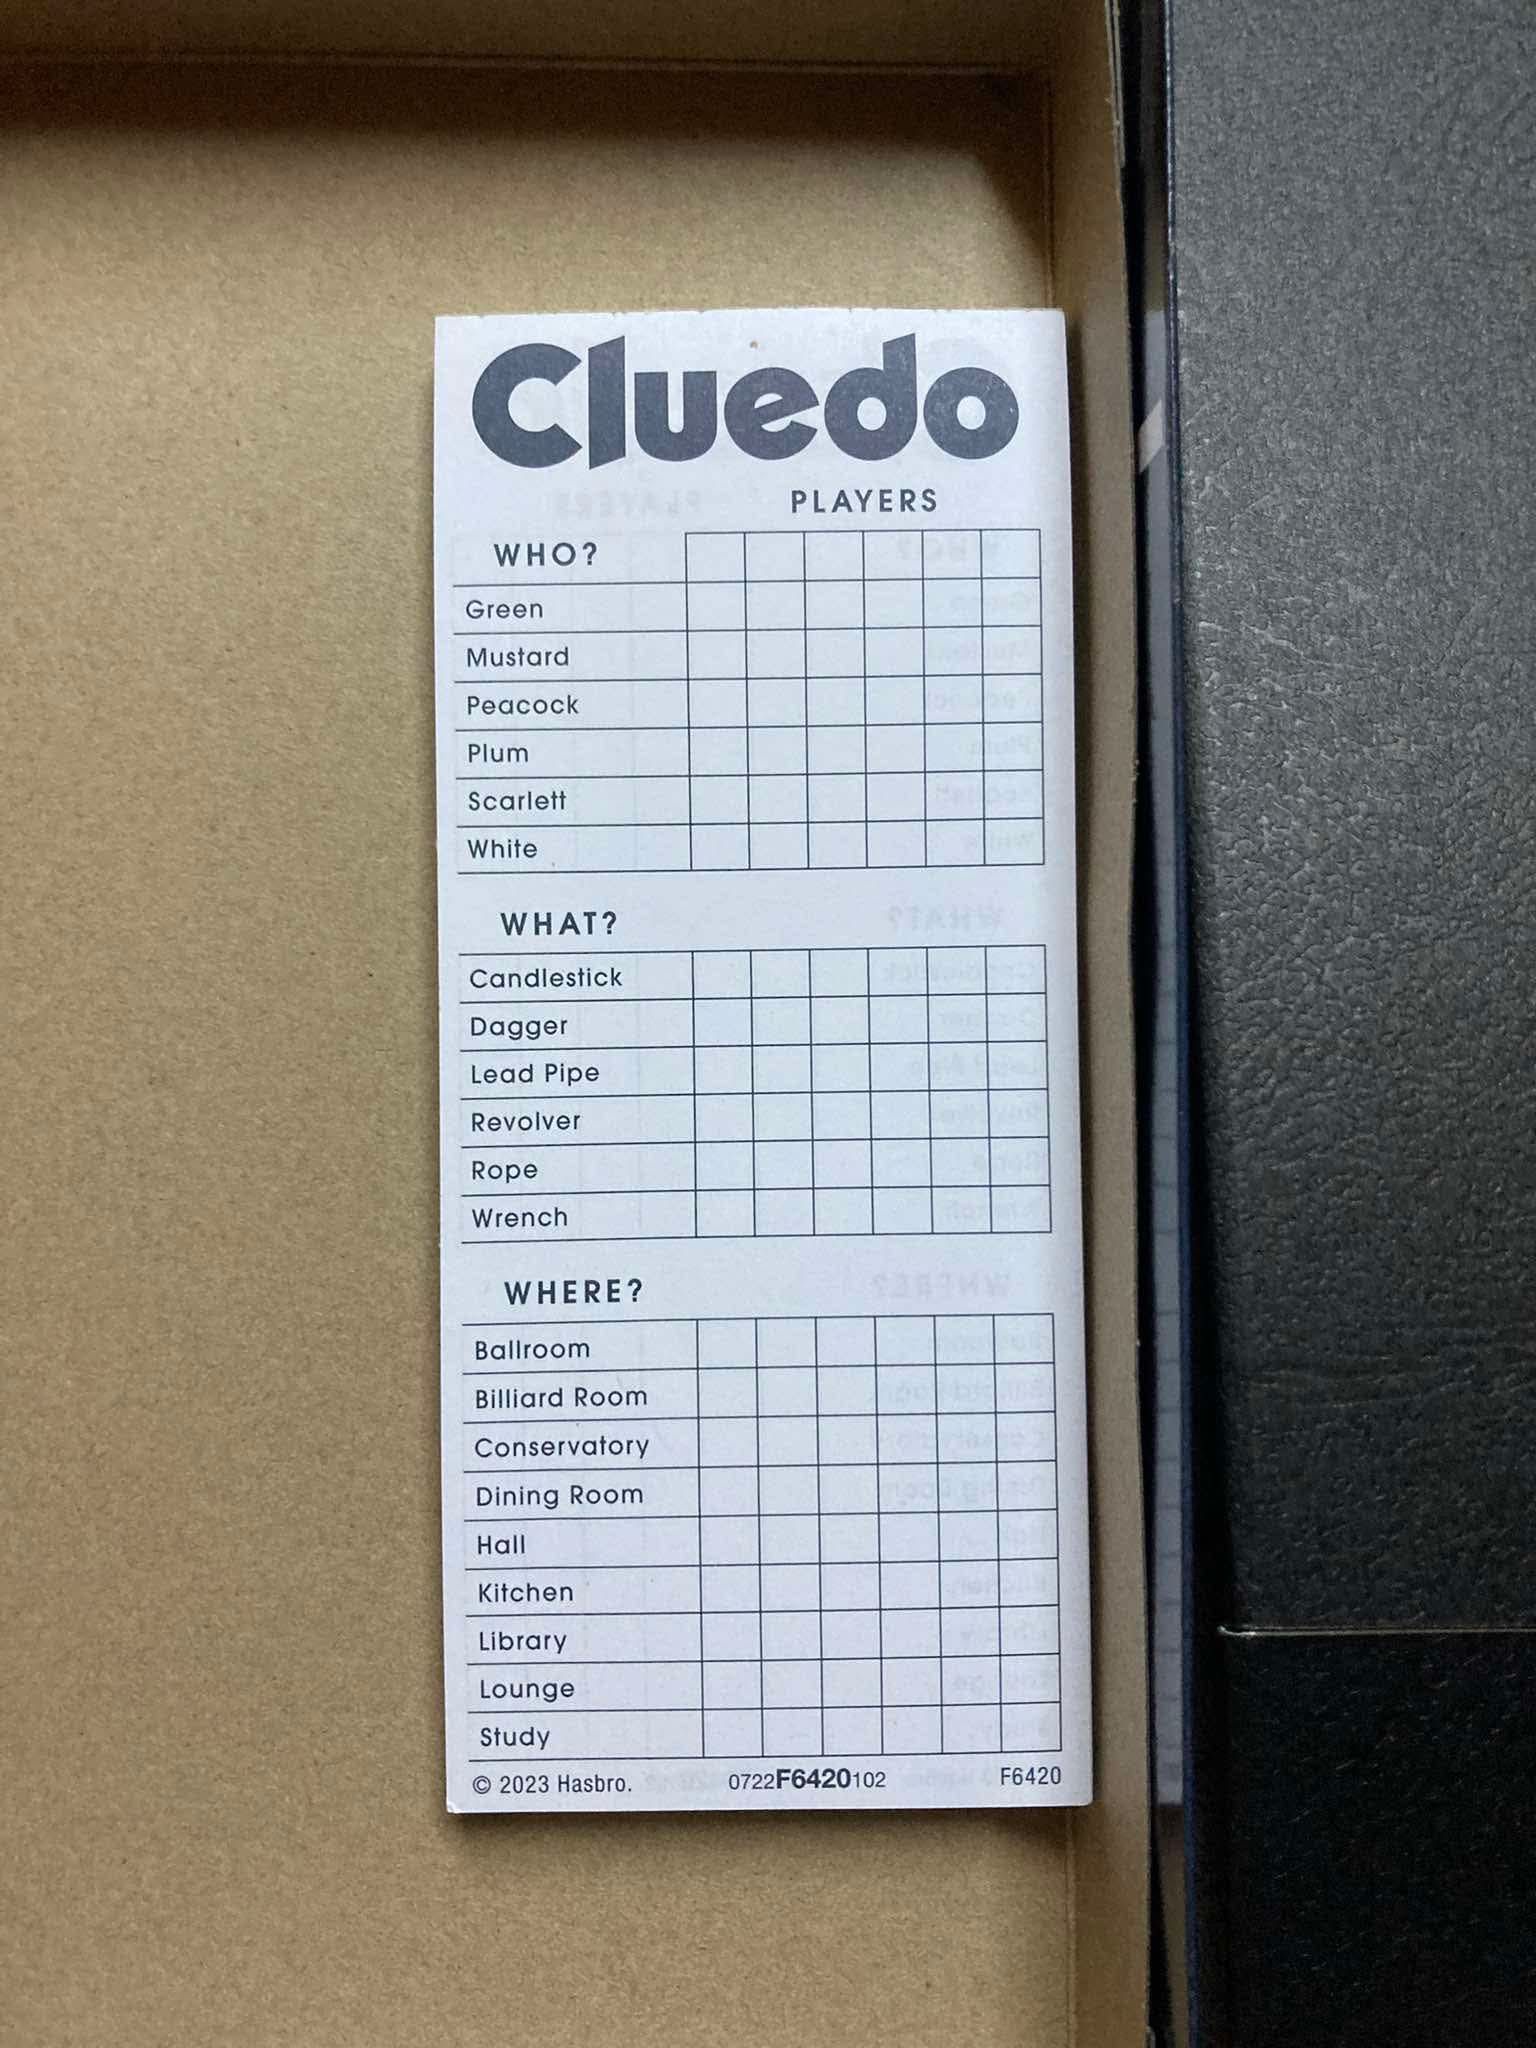 Cluedo
PLAYERS
WHO?
Green
Mustard
Peacock
Plum
Scarlett
White
WHAT?
Candlestick
Dagger
Lead Pipe
Revolver
Rope
Wrench
WHERE?
Ballroom
Billiard Room
Conservatory
Dining Room
Hall
Kitchen
Library
Lounge
Study
© 2023 Hasbro. 0722F6420102 F6420